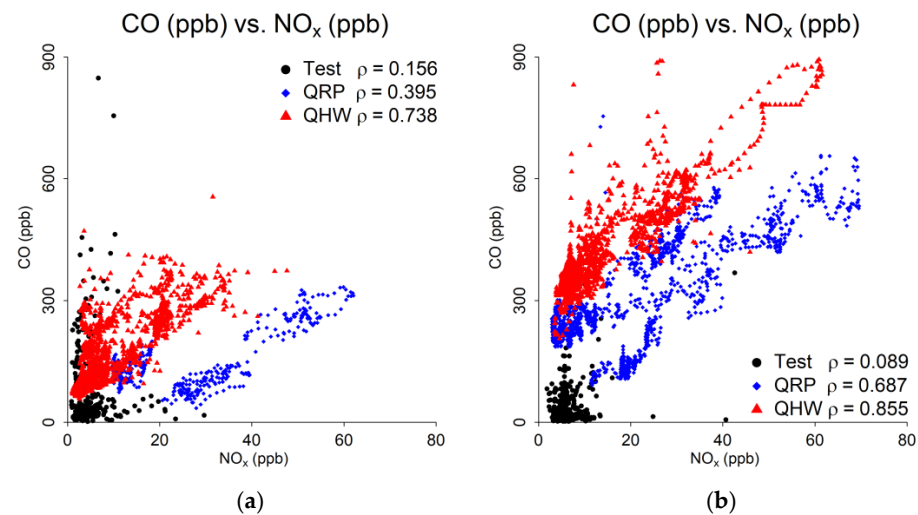 CO (ppb) vs. NOx (ppb)
Test ρ = 0.156
QRP ρ = 0.395
QHW ρ = 0.738
900
600
300
0
CO (ppb)
0 20 40 60 80
NOx (ppb)
(a)
CO (ppb) vs. NOx (ppb)
900
600
300
0
CO (ppb)
Test ρ = 0.089
QRP ρ = 0.687
QHW ρ = 0.855
0 20 40 60 80
NOx (ppb)
(b)